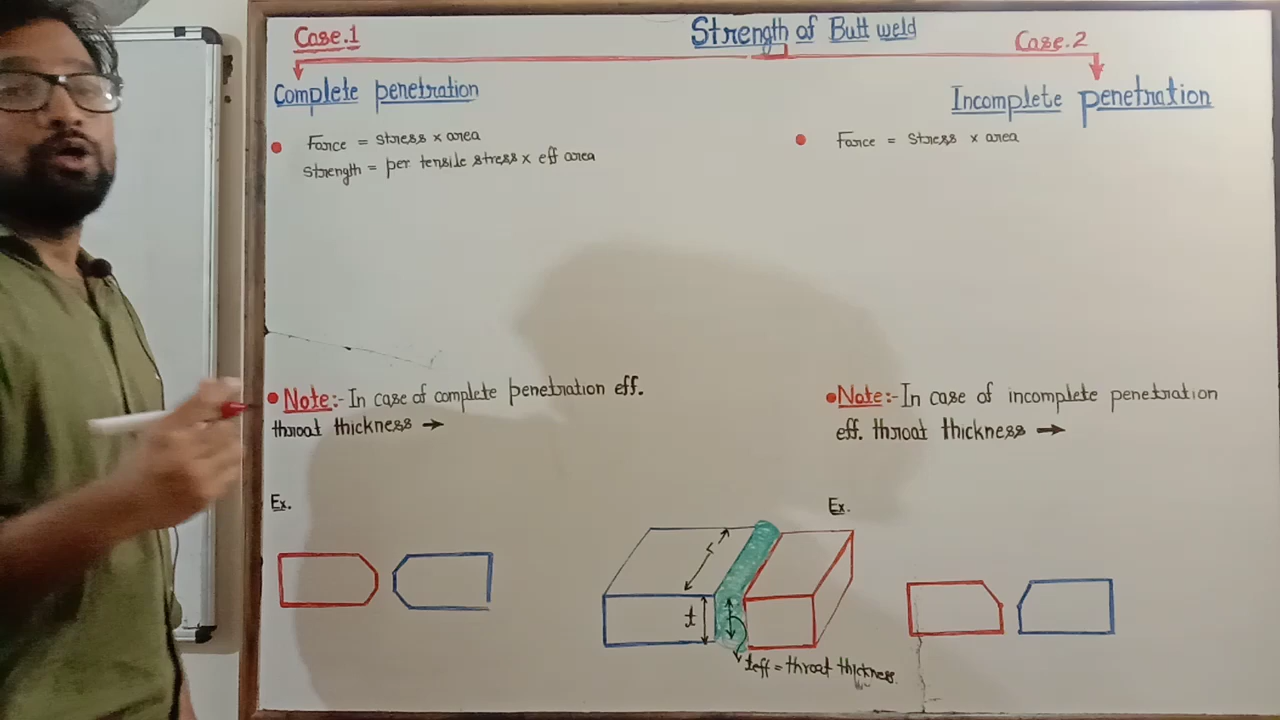 Strength of Butt weld
Case.1
Complete penetration
Force = stress x area
Strength = per tensile stress x eff area
Note:- In case of complete penetration eff.
throat thickness →
Ex.
Case.2
Incomplete penetration
Force = stress x area
Note:- In case of incomplete penetration
eff. throat thickness →
Ex.
t
teff = throat thickness